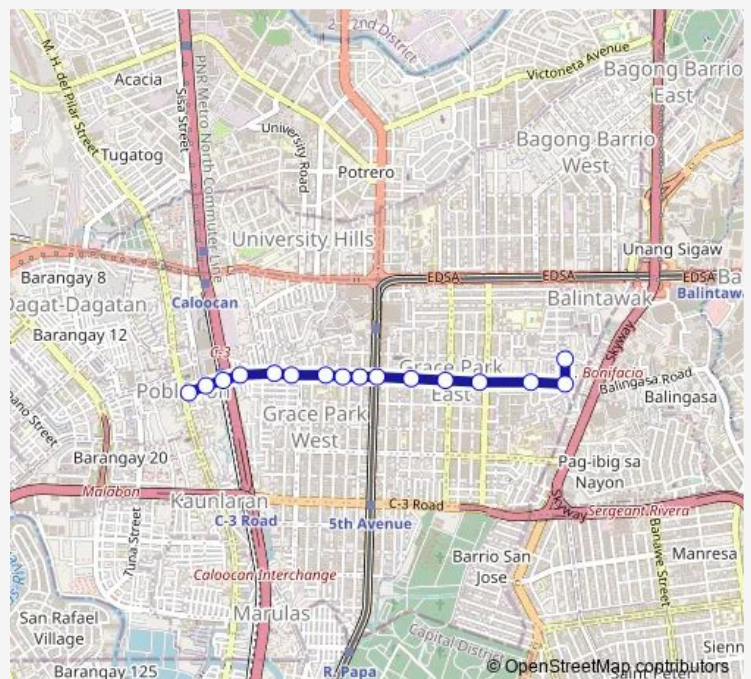 2nd District
M. H. del Pilar Street
Acacia
PNR Metro North Commuter Line
Sisa Street
Victoneta Avenue
Bagong Barrio
East
University Road
Tugatog
Potrero
Bagong Barrio
West
University Hills
Unang Sigaw
Barangay 8
EDSA
EDSA
EDSA
Dagat-Dagatan
Caloocan
Balintawak
Balintaw
Barangay 12
C-3
Skyway
Grace Park
East
Bonifacio
Balingasa Road
Balingasa
Grace Park
West
Barangay 20
Pag-ibig sa
Nayon
Malabon
Kaunlaran
C-3 Road
C-3 Road
5th Avenue
Skyway
Sergeant Rivera
Tuna Street
Banawe Street
Manresa
Barrio San
Jose
Caloocan Interchange
Marulas
San Rafael
Village
Capital District
Sienn
Barangay 125
R. Papa
© OpenStreetMap contributors